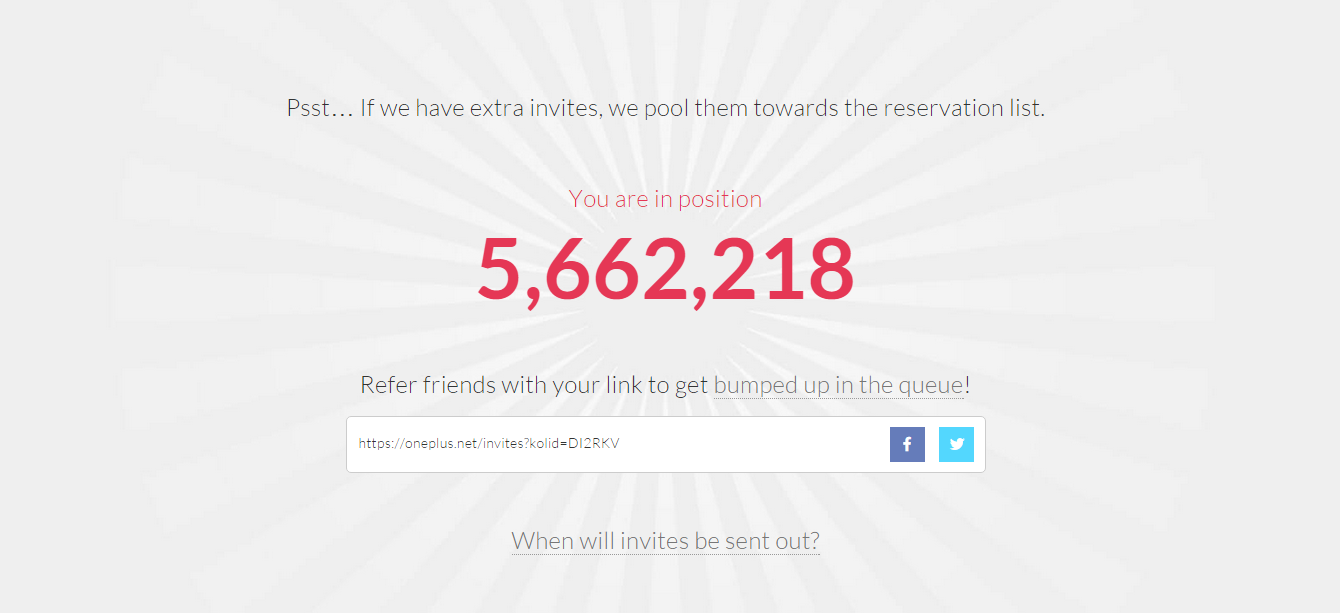 Psst... If we have extra invites, we pool them towards the reservation list.
You are in position
5,662,218
Refer friends with your link to get bumped up in the queue!
https://oneplus.net/invites?kolid=DI2RKV
When will invites be sent out?